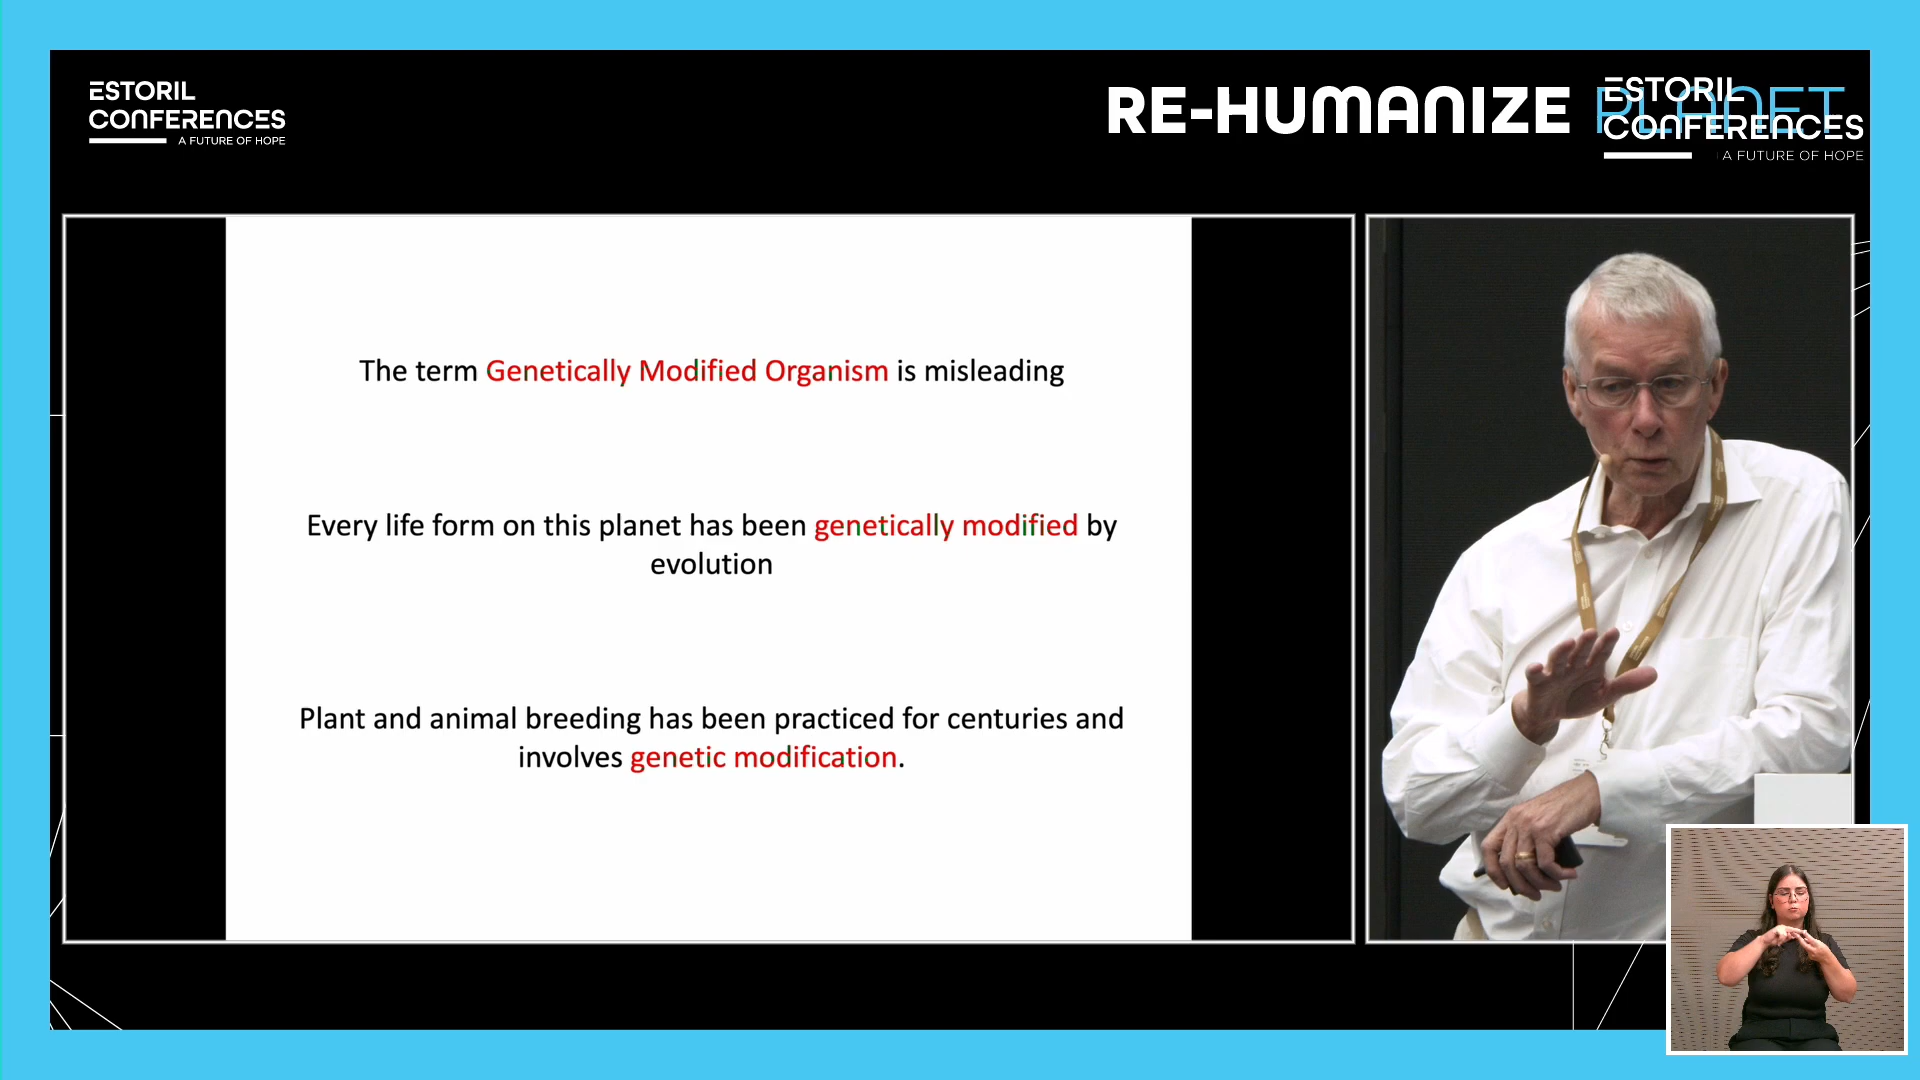 ESTORIL
CONFERENCES
A FUTURE OF HOPE
RE-HUMANIZE PLANET
ESTORIL
CONFERENCES
A FUTURE OF HOPE
The term Genetically Modified Organism is misleading
Every life form on this planet has been genetically modified by
evolution
Plant and animal breeding has been practiced for centuries and
involves genetic modification.